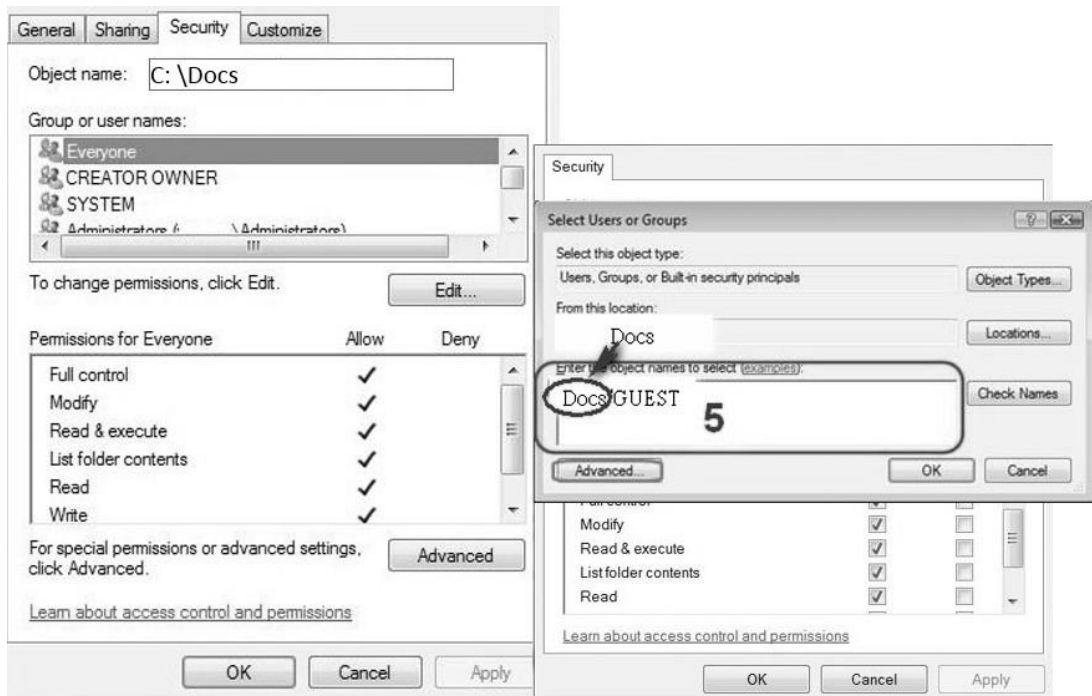 General Sharing Security Customize
Object name: C: \Docs
Group or user names:
Everyone
CREATOR OWNER
SYSTEM
Administrators ( \Administrators)
To change permissions, click Edit.
Edit...
Permissions for Everyone Allow Deny
Full control
Modify
Read & execute
List folder contents
Read
Write
For special permissions or advanced settings,
click Advanced.
Advanced
Learn about access control and permissions
OK Cancel Apply
Security
Select Users or Groups
Select this object type:
Users, Groups, or Built-in security principals
Object Types...
From this location:
Docs
Locations...
Enter the object names to select (examples):
Docs/GUEST
5
Check Names
Advanced...
OK Cancel
Full control
Modify
Read & execute
List folder contents
Read
Learn about access control and permissions
OK Cancel Apply